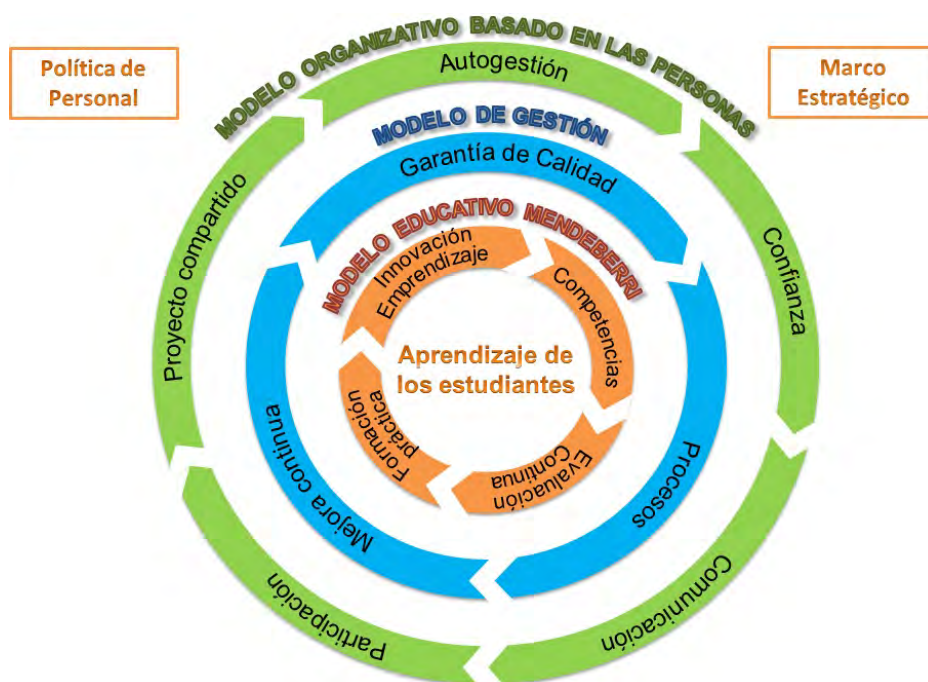 Política de
Personal
Marco
Estratégico
MODELO ORGANIZATIVO BASADO EN LAS PERSONAS
Autogestión
Confianza
Comunicación
Participación
Proyecto compartido
MODELO DE GESTIÓN
Garantía de Calidad
Procesos
Mejora continua
MODELO EDUCATIVO MENDEBERRI
Innovación
Emprendizaje
Competencias
Evaluación
Continua
Formación
práctica
Aprendizaje de
los estudiantes